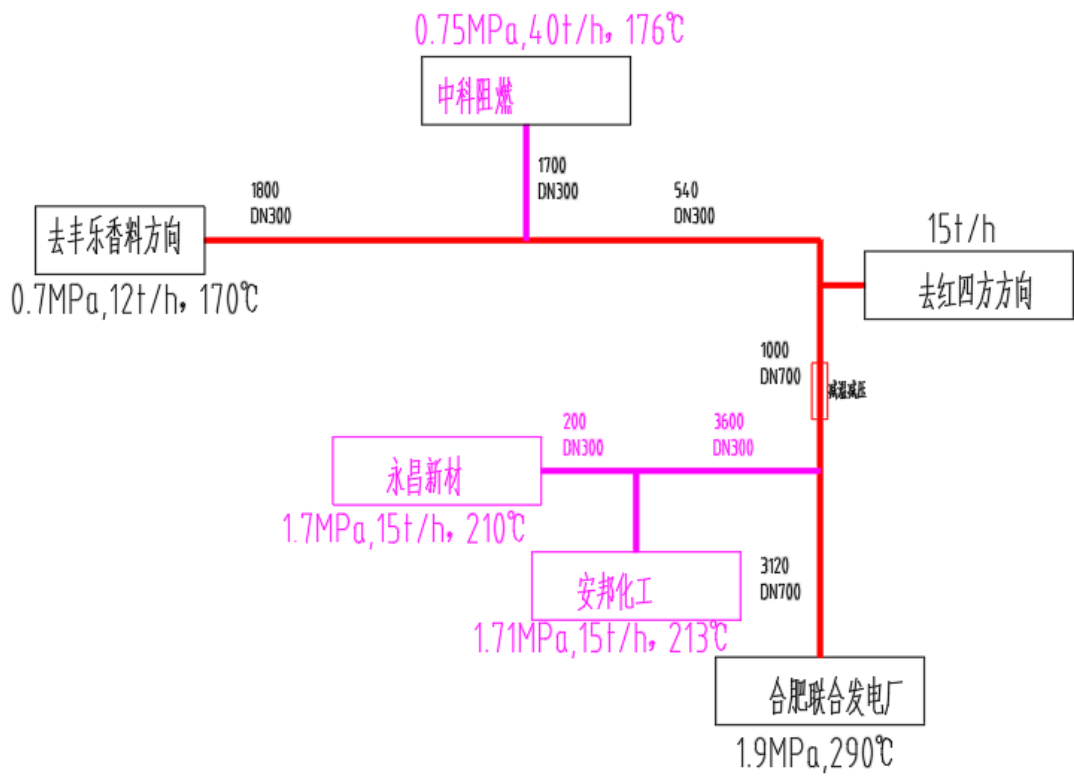 0.75MPa,40t/h，176℃
中科阻燃
1700
DN300
1800
DN300
540
DN300
去丰乐香料方向
0.7MPa,12t/h，170℃
15t/h
去红四方方向
1000
DN700
减温减压
200
DN300
3600
DN300
永昌新材
1.7MPa,15t/h，210℃
安邦化工
1.71MPa,15t/h，213℃
3120
DN700
合肥联合发电厂
1.9MPa,290℃